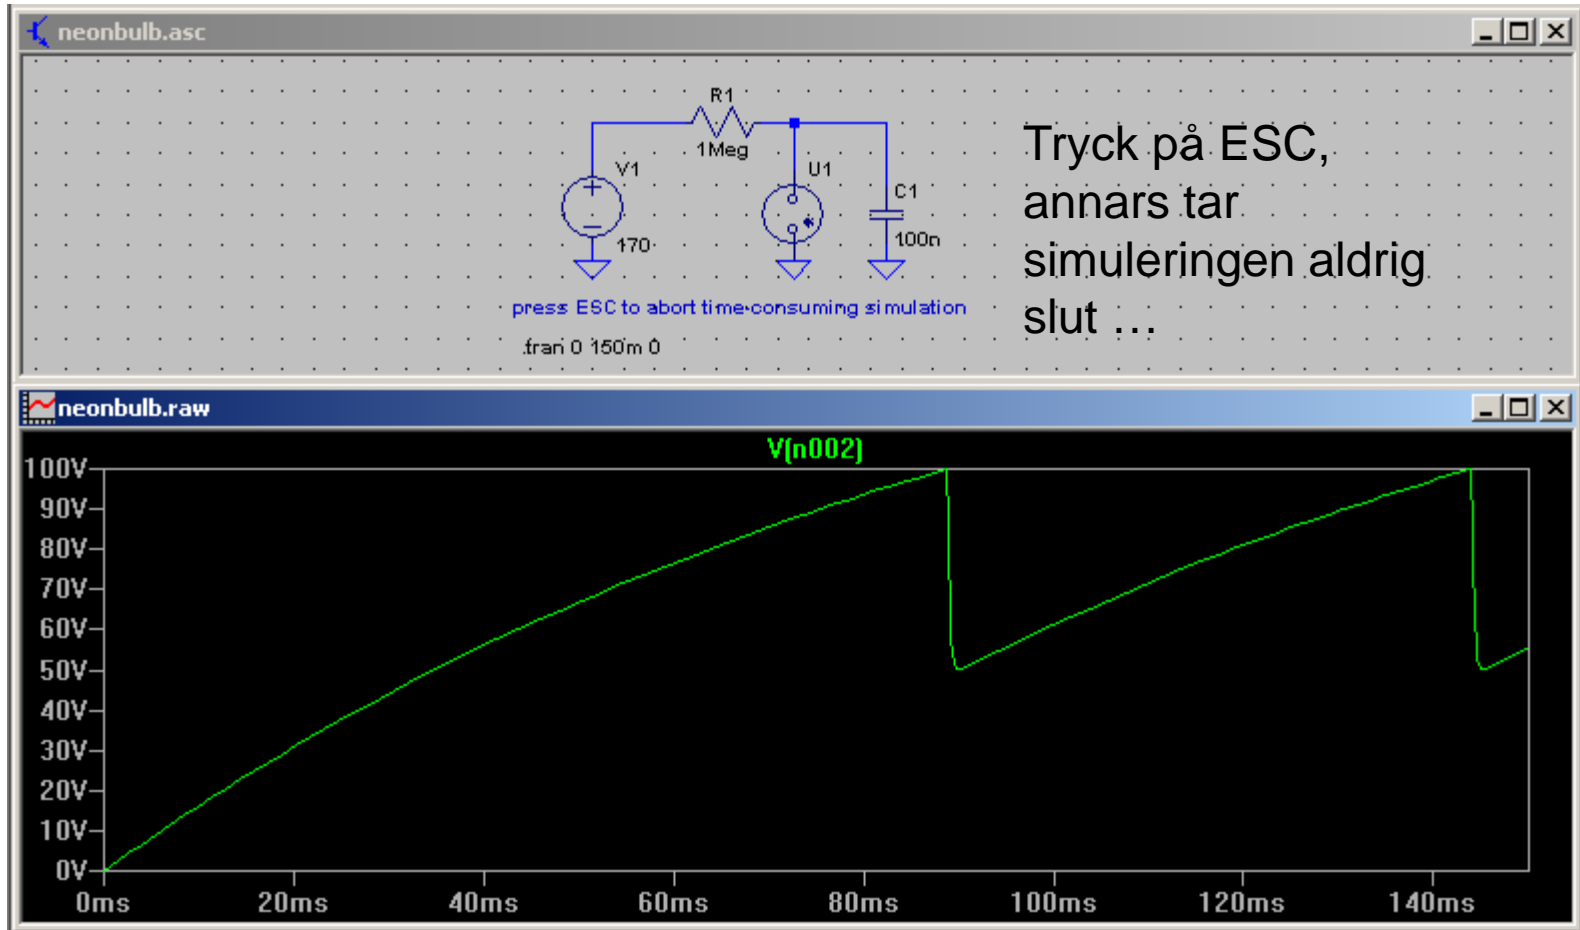 neonbulb.asc
R1
1Meg
V1
170
U1
C1
100n
Tryck på ESC,
annars tar
simuleringen aldrig
slut …
press ESC to abort time-consuming simulation
.tran 0 150m 0
neonbulb.raw
V(n002)
100V
90V
80V
70V
60V
50V
40V
30V
20V
10V
0V
0ms 20ms 40ms 60ms 80ms 100ms 120ms 140ms